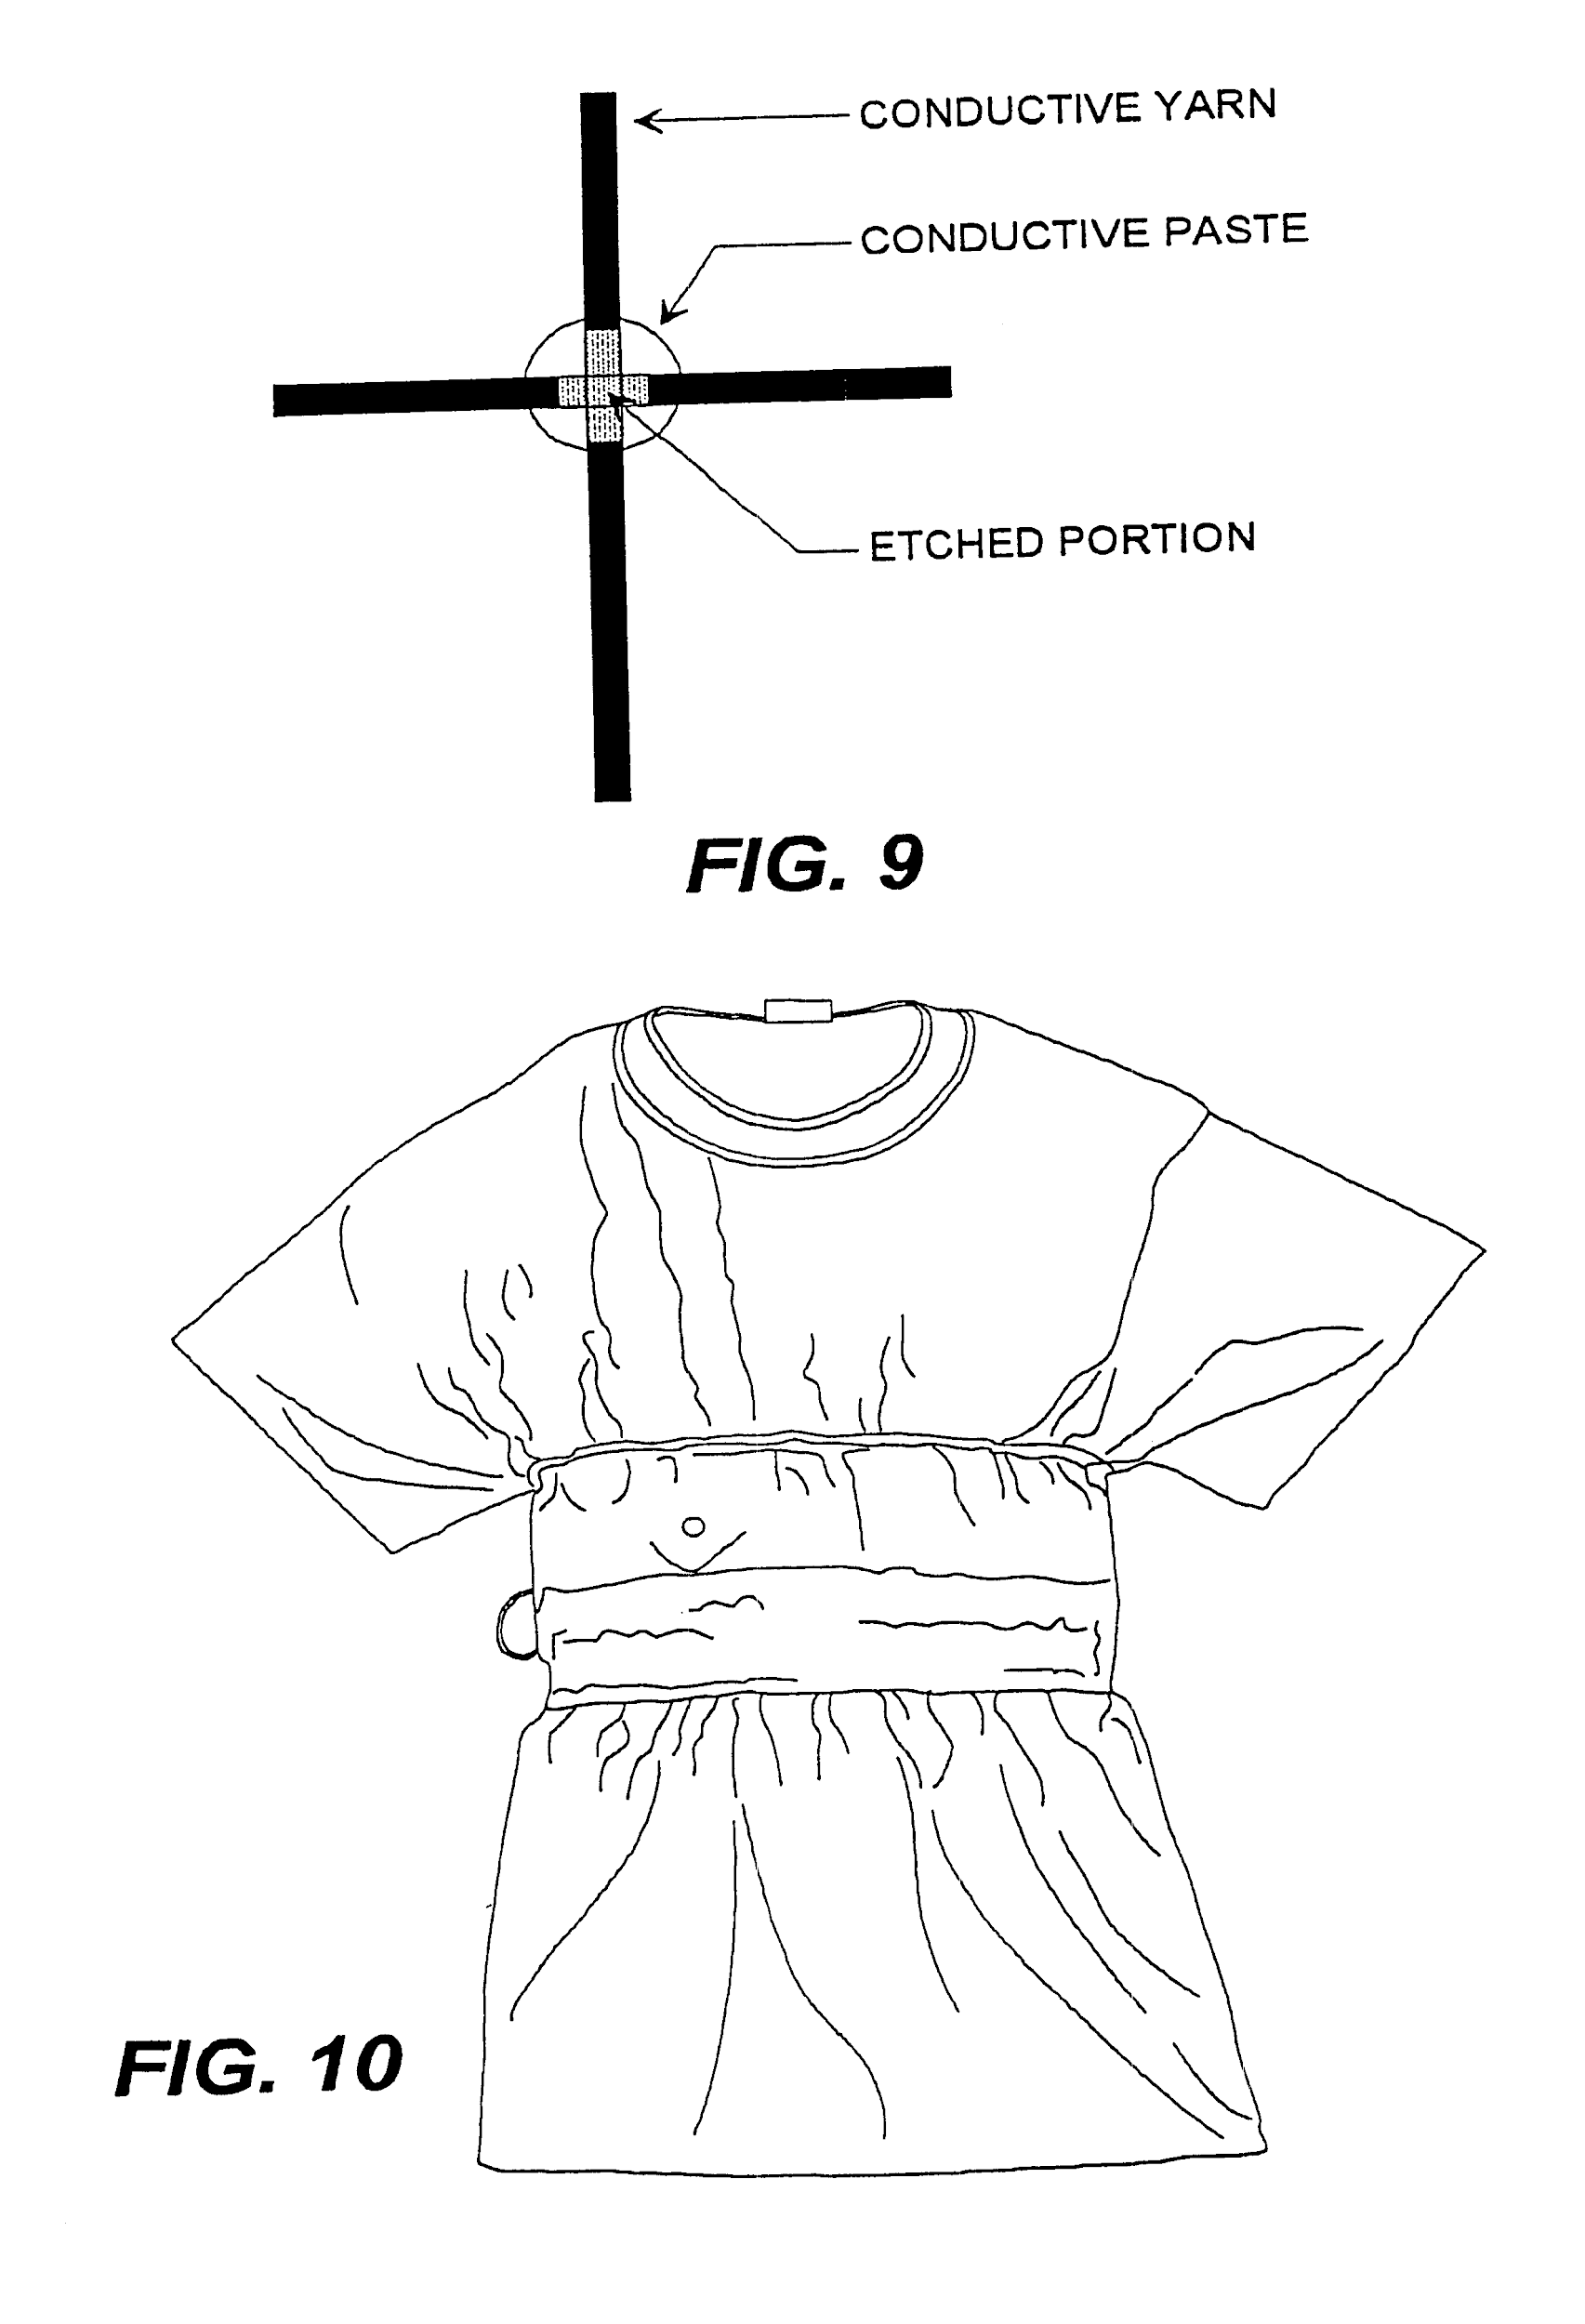 CONDUCTIVE YARN
CONDUCTIVE PASTE
ETCHED PORTION
FIG. 9
FIG. 10